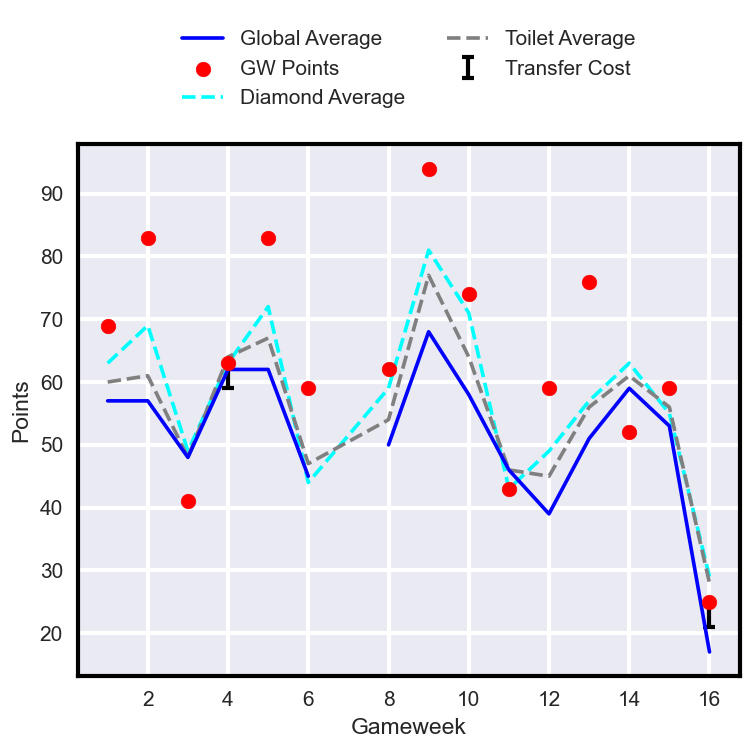 Global Average
GW Points
Diamond Average
Toilet Average
Transfer Cost
90
80
70
60
50
40
30
20
Points
2 4 6 8 10 12 14 16
Gameweek